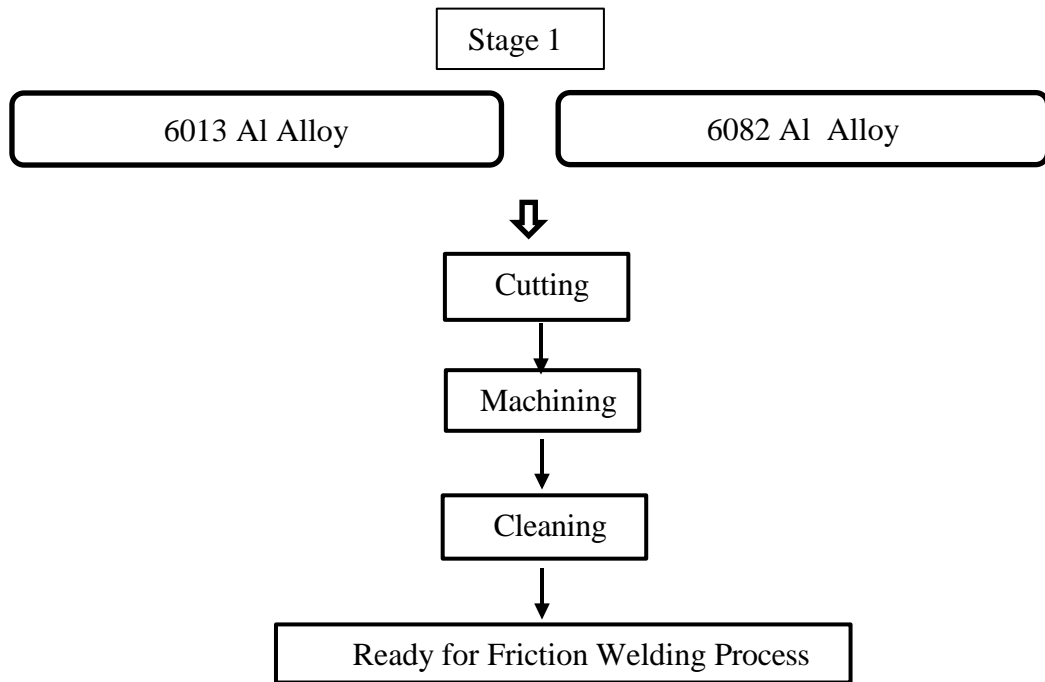 Stage 1
6013 Al Alloy
6082 Al Alloy
Cutting
Machining
Cleaning
Ready for Friction Welding Process